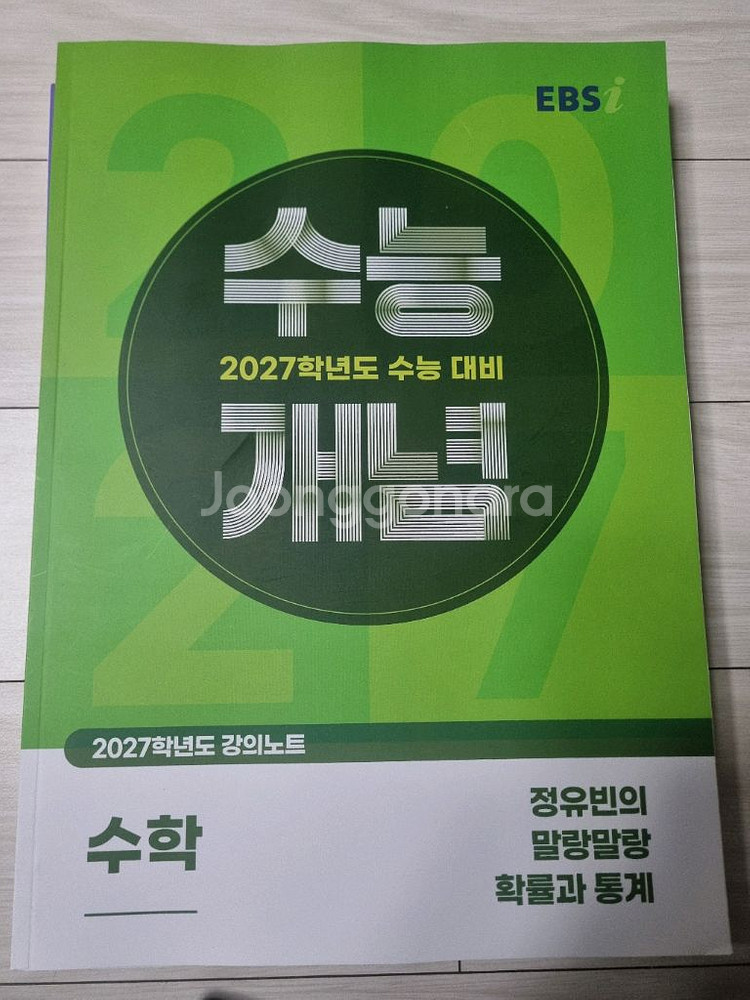 EBSi
수능
2027학년도 수능 대비
개념
Joonggonara
2027학년도 강의노트
수학
정유빈의
말랑말랑
확률과 통계